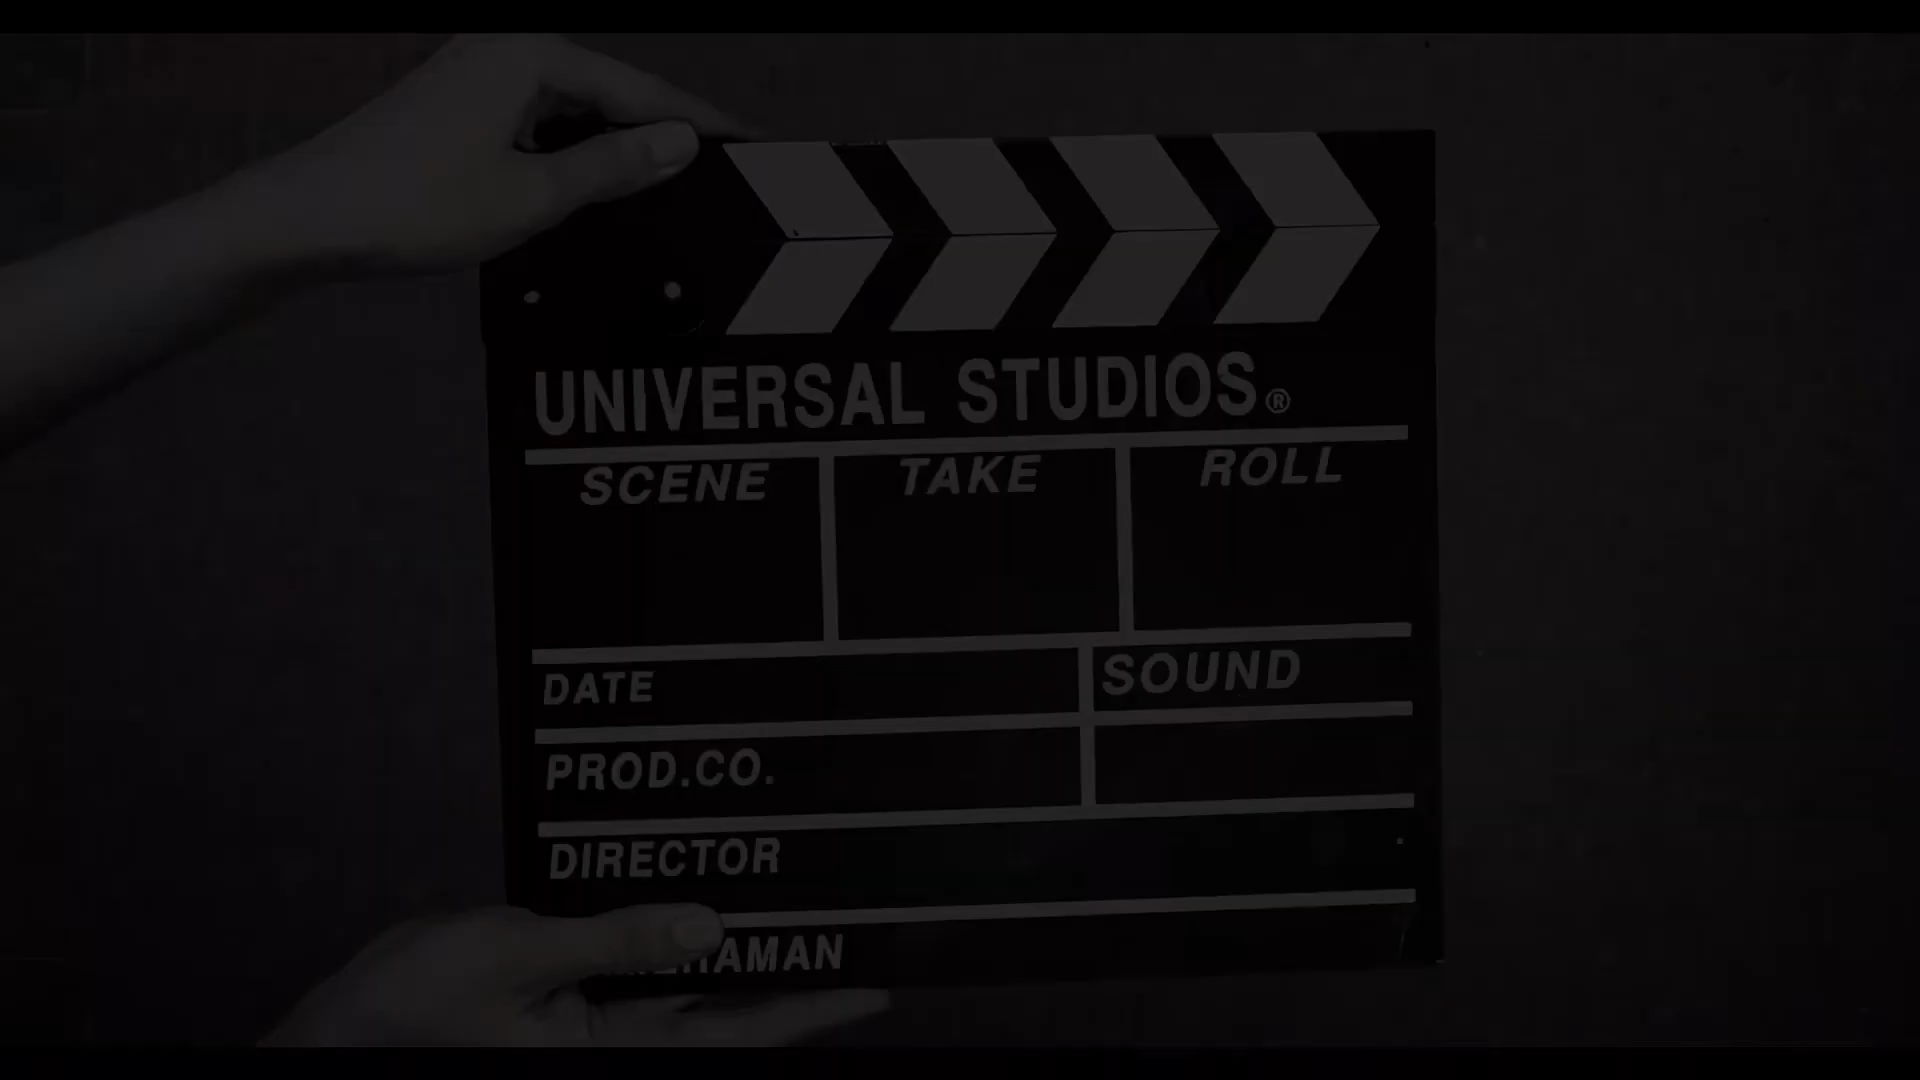 UNIVERSAL STUDIOS®
SCENE TAKE ROLL
DATE SOUND
PROD.CO.
DIRECTOR